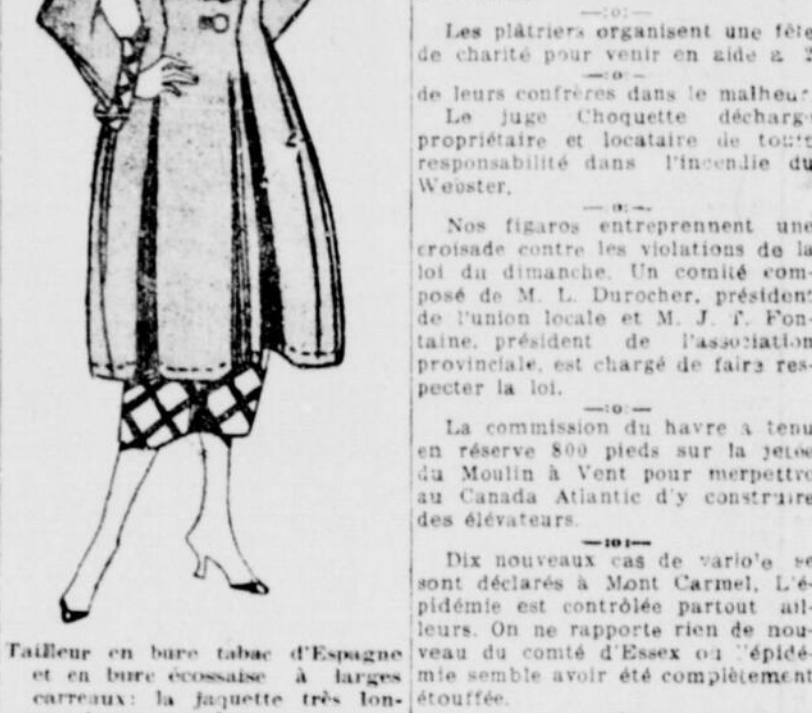 Tailleur en bure tabac d'Espagne
et en bure écossaise à larges
carreaux: la jaquette très lon-
Les plâtriers organisent une fête
de charité pour venir en aide a 2
de leurs confrères dans le malheur.
Le juge Choquette décharge
propriétaire et locataire de toute
responsabilité dans l'incendie du
Webster.
Nos figaros entreprennent une
croisade contre les violations de la
loi du dimanche. Un comité com-
posé de M. L. Durocher, président
de l'union locale et M. J. T. Fon-
taine, président de l'association
provinciale, est chargé de faire res-
pecter la loi.
La commission du havre a tenu
en réserve 800 pieds sur la jetée
du Moulin à Vent pour merpettre
au Canada Atlantic d'y construire
des élévateurs.
Dix nouveaux cas de variole se
sont déclarés à Mont Carmel. L'é-
pidémie est contrôlée partout ail-
leurs. On ne rapporte rien de nou-
veau du comté d'Essex où l'épidé-
mie semble avoir été complètement
étouffée.